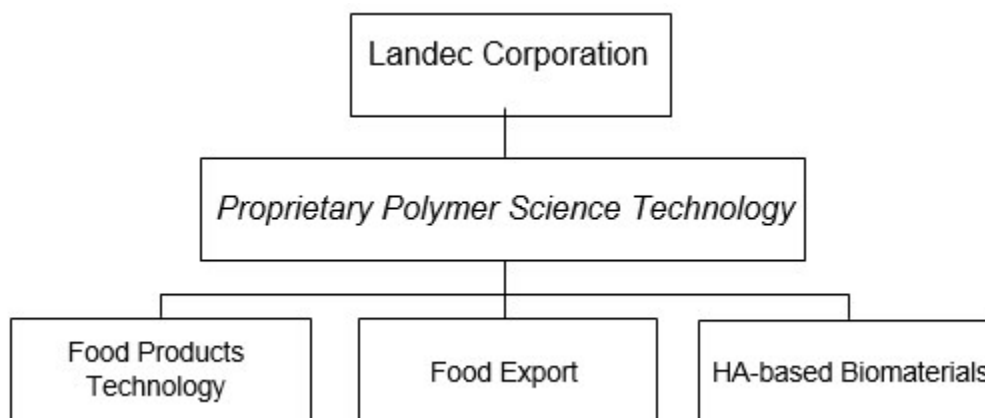 Landec Corporation
Proprietary Polymer Science Technology
Food Products
Technology
Food Export
HA-based Biomaterials